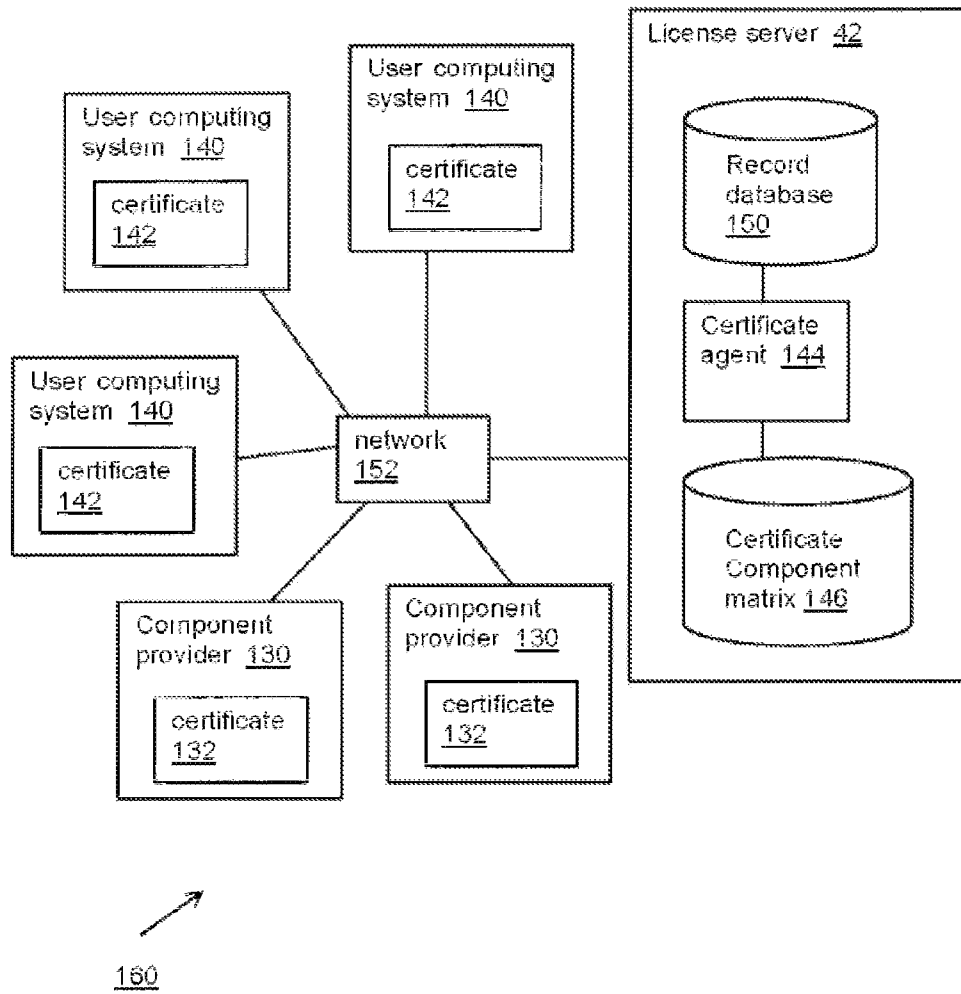 User computing
system 140
certificate
142
User computing
system 140
certificate
142
License server 42
Record
database
150
Certificate
agent 144
Certificate
Component
matrix 146
User computing
system 140
certificate
142
network
152
Component
provider 130
certificate
132
Component
provider 130
certificate
132
160